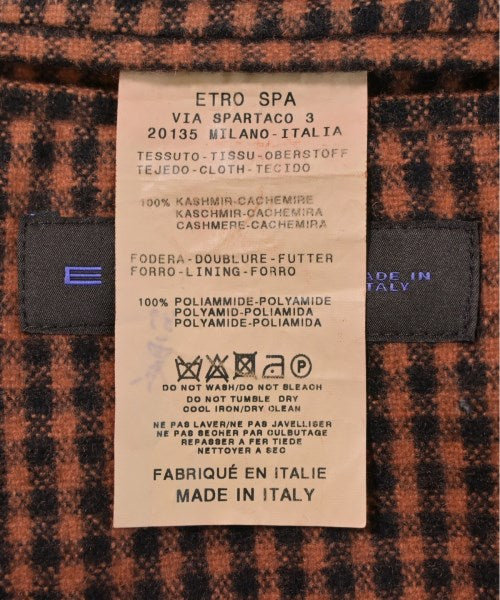 ETRO SPA
VIA SPARTACO 3
20135 MILANO-ITALIA
TESSUTO-TISSU-OBERSTOFF
TEJEDO-CLOTH-TECIDO
100% KASHMIR-CACHEMIRE
KASCHMIR-CACHEMIRA
CASHMERE-CACHEMIRA
FODERA-DOUBLURE-FUTTER
FORRO-LINING-FORRO
100% POLIAMMIDE-POLYAMIDE
POLYAMID-POLIAMIDA
POLYAMIDE-POLIAMIDA
P
DO NOT WASH/DO NOT BLEACH
DO NOT TUMBLE DRY
COOL IRON/DRY CLEAN
NE PAS LAVER/NE PAS JAVELLISER
NE PAS SECHER PAR CULBUTAGE
REPASSER A FER TIEDE
NETTOYER A SEC
FABRIQUÉ EN ITALIE
MADE IN ITALY
E
MADE IN
ITALY